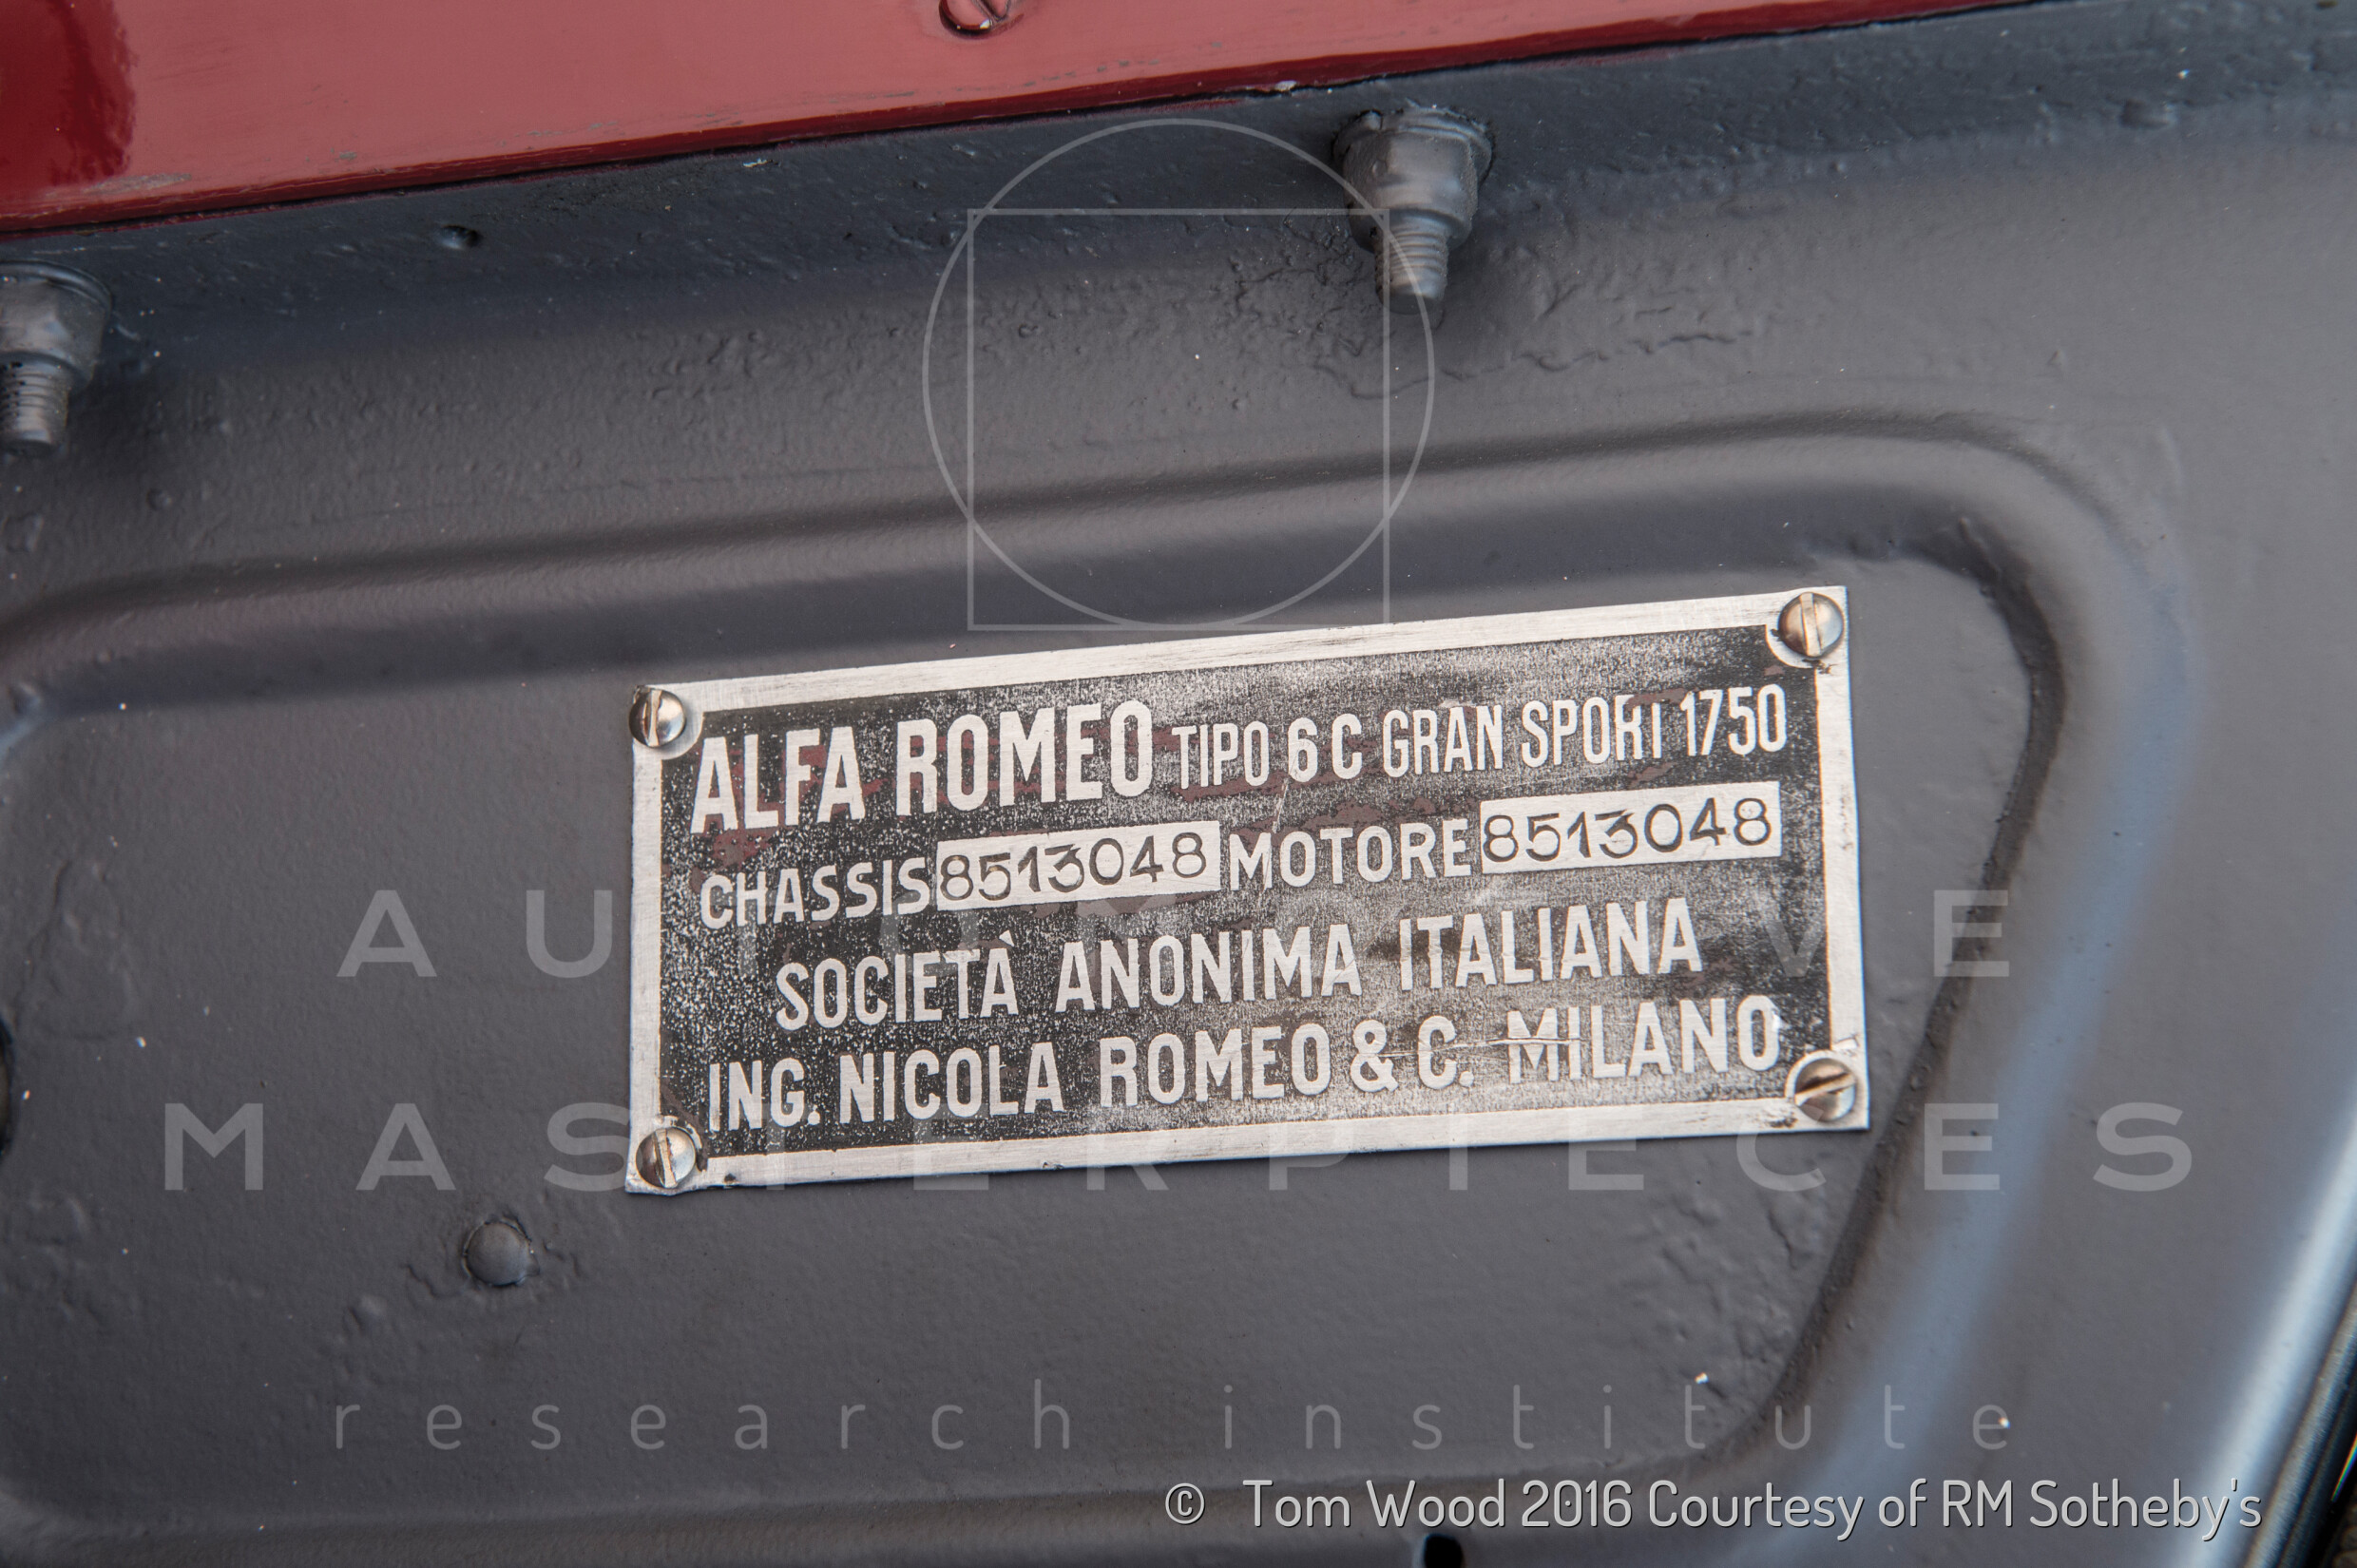 ALFA ROMEO TIPO 6C GRAN SPORT 1750
CHASSIS 8513048 MOTORE 8513048
SOCIETÀ ANONIMA ITALIANA
ING. NICOLA ROMEO & C. MILANO
AUTOMOTIVE
MASTERPIECES
research institute
© Tom Wood 2016 Courtesy of RM Sotheby's